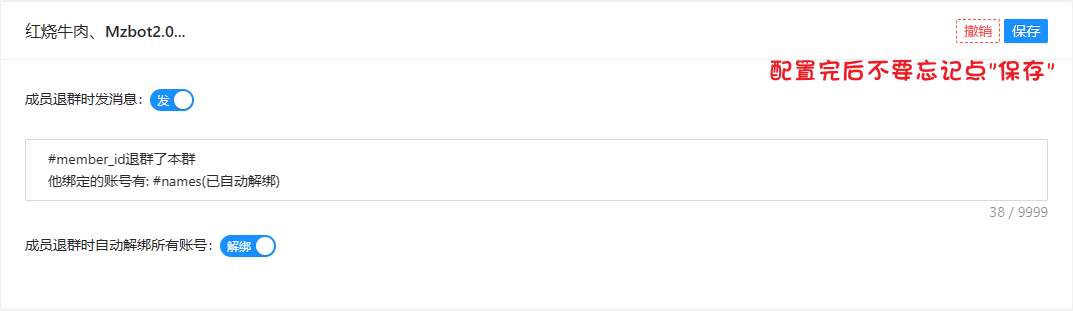 红烧牛肉、Mzbot2.0...
撤销 保存
配置完后不要忘记点"保存"
成员退群时发消息：发
#member_id退群了本群
他绑定的账号有: #names(已自动解绑)
38 / 9999
成员退群时自动解绑所有账号：解绑